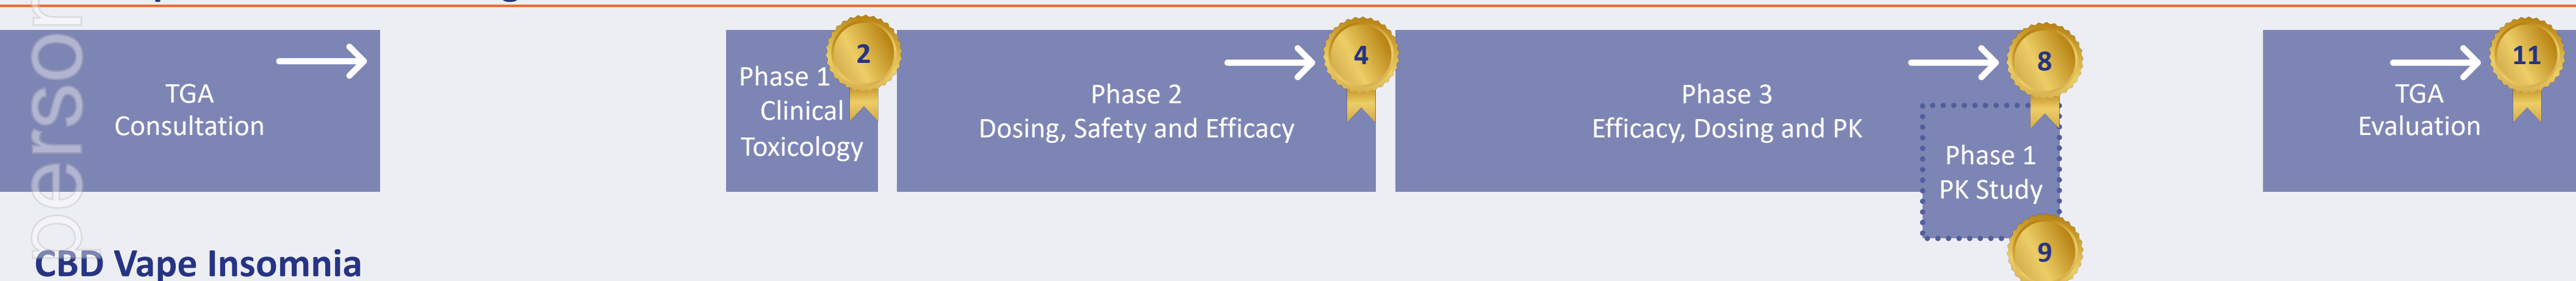 TGA
Consultation
Phase 1
Clinical
Toxicology
2
Phase 2
Dosing, Safety and Efficacy
4
Phase 3
Efficacy, Dosing and PK
8
Phase 1
PK Study
9
TGA
Evaluation
11
person
CBD Vape Insomnia